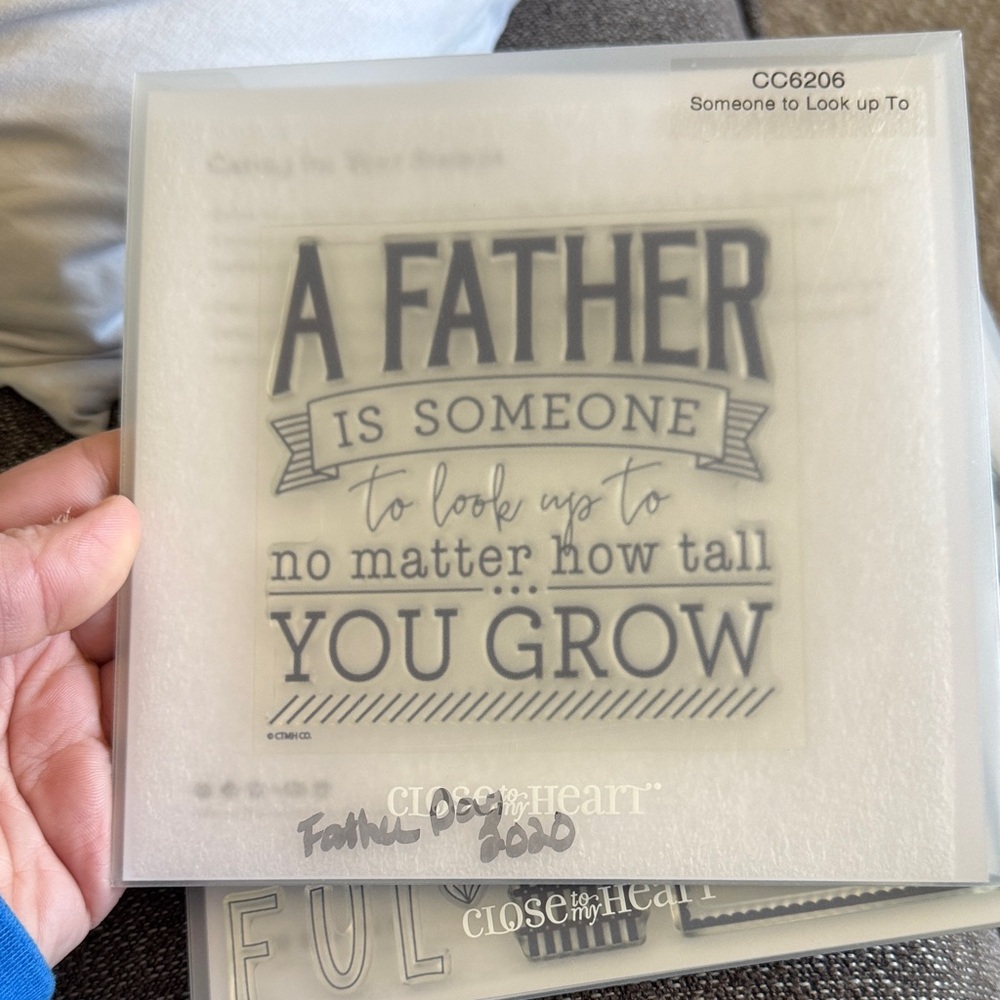 CC6206
Someone to Look up To
A FATHER
IS SOMEONE
to look up to
no matter how tall
YOU GROW
© CTMH CO.
CLOSE to my HEART
Father Day
2020
FUL
CLOSE to my HEART